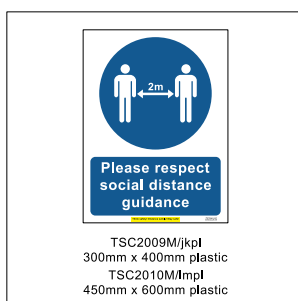 2m
Please respect
social distance
guidance
TSC2009M/jkpl
300mm x 400mm plastic
TSC2010M/lmpl
450mm x 600mm plastic